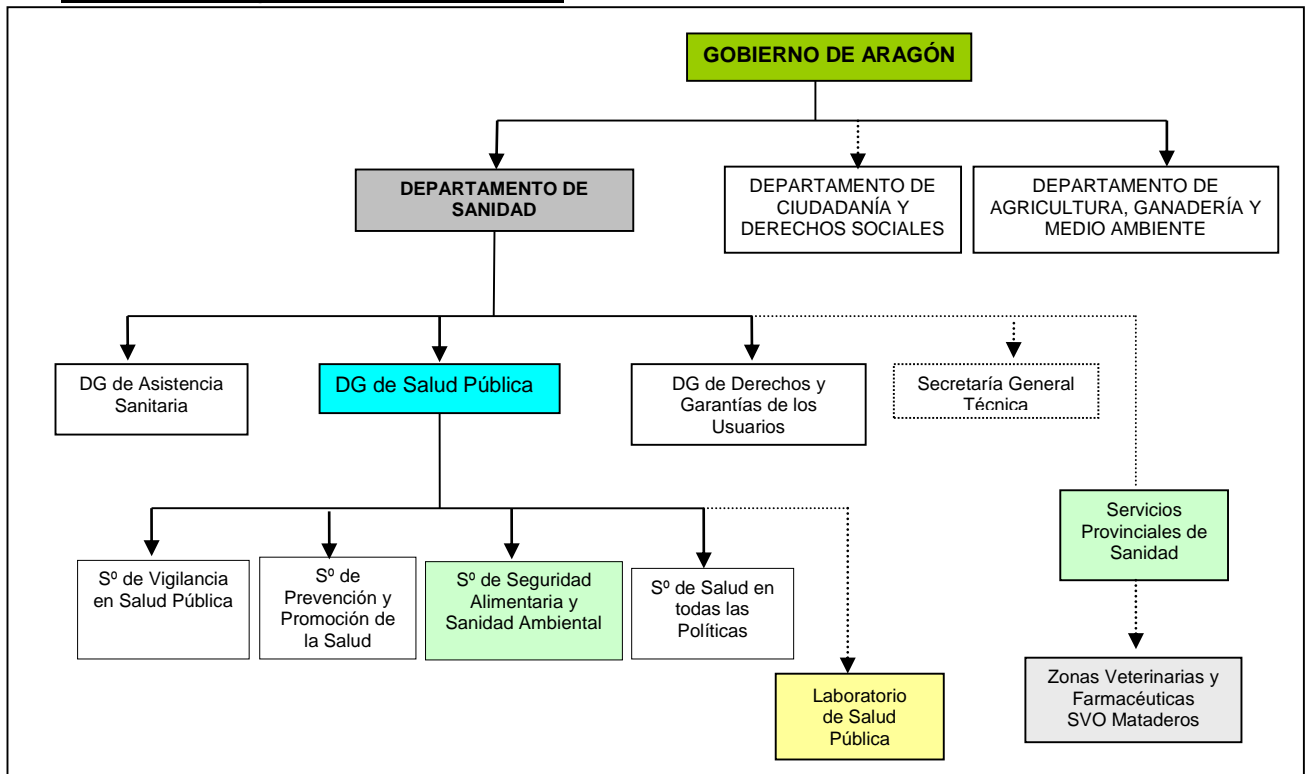 GOBIERNO DE ARAGÓN
DEPARTAMENTO DE
SANIDAD
DEPARTAMENTO DE
CIUDADANÍA Y
DERECHOS SOCIALES
DEPARTAMENTO DE
AGRICULTURA, GANADERÍA Y
MEDIO AMBIENTE
DG de Asistencia
Sanitaria
DG de Salud Pública
DG de Derechos y
Garantías de los
Usuarios
Secretaría General
Técnica
Servicios
Provinciales de
Sanidad
Sº de Vigilancia
en Salud Pública
Sº de
Prevención y
Promoción de
la Salud
Sº de Seguridad
Alimentaria y
Sanidad Ambiental
Sº de Salud en
todas las
Políticas
Laboratorio
de Salud
Pública
Zonas Veterinarias y
Farmacéuticas
SVO Mataderos